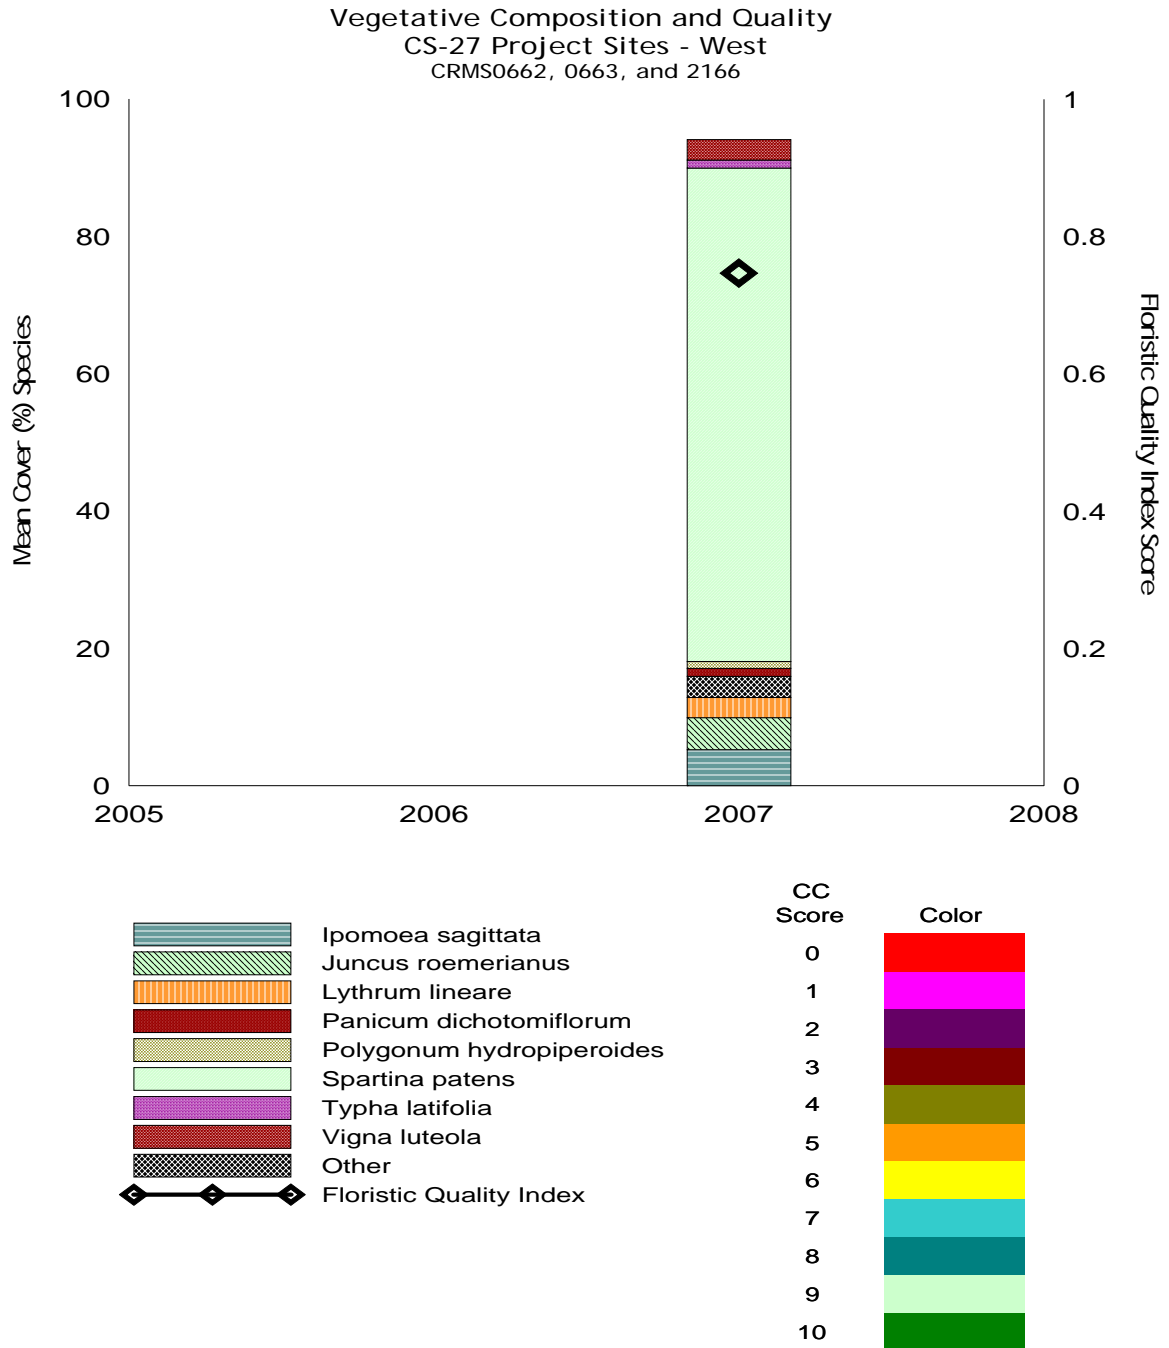 Vegetative Composition and Quality
CS-27 Project Sites - West
CRMS0662, 0663, and 2166
100
80
60
40
20
0
Mean Cover (%) Species
1
0.8
0.6
0.4
0.2
0
Floristic Quality Index Score
2005 2006 2007 2008
Ipomoea sagittata
Juncus roemerianus
Lythrum lineare
Panicum dichotomiflorum
Polygonum hydropiperoides
Spartina patens
Typha latifolia
Vigna luteola
Other
Floristic Quality Index
CC
Score Color
0
1
2
3
4
5
6
7
8
9
10